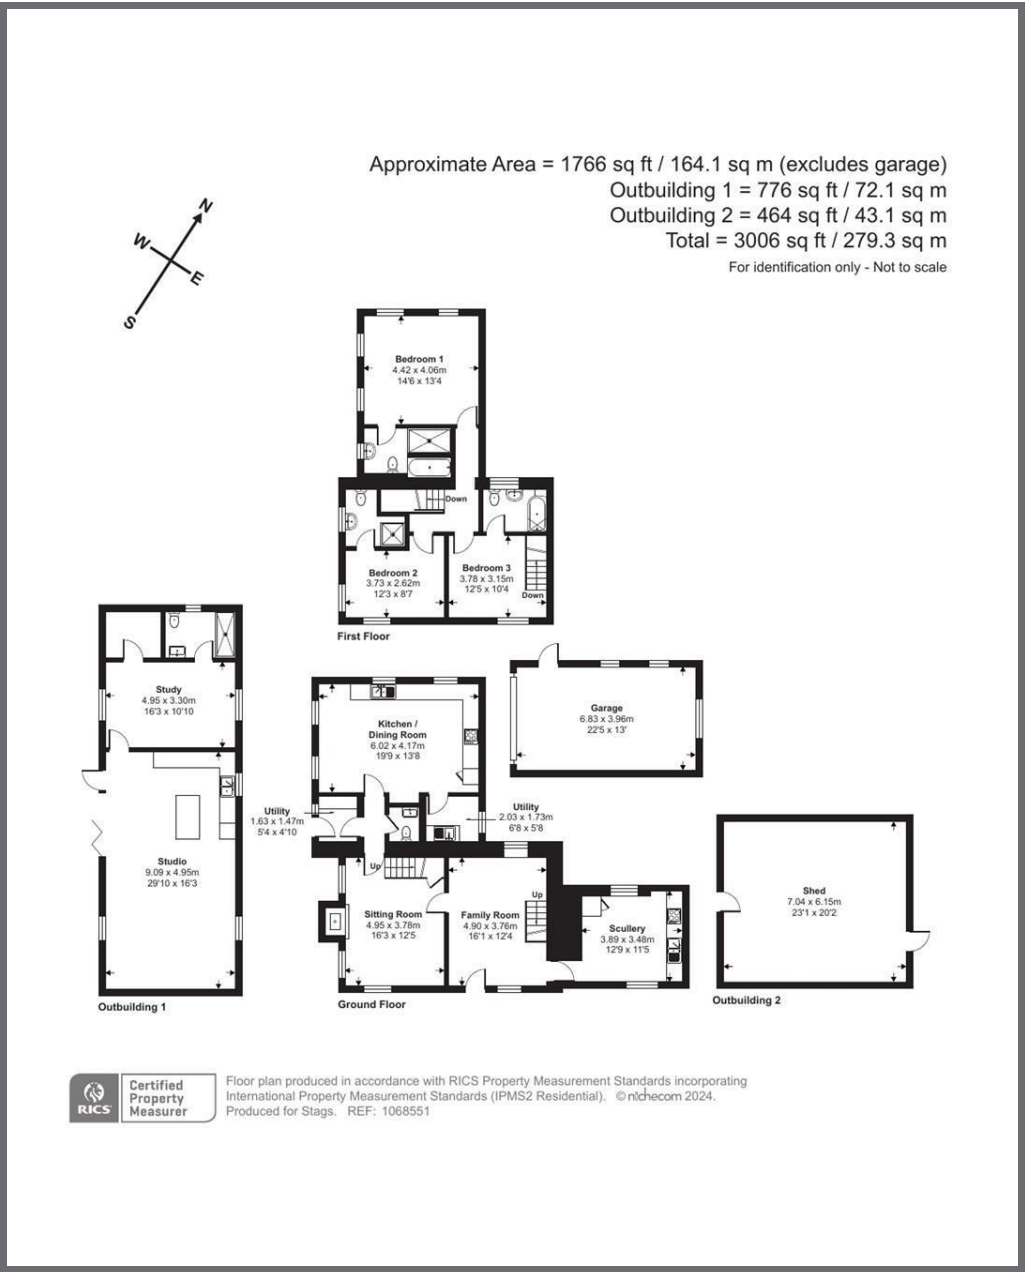 Approximate Area = 1766 sq ft / 164.1 sq m (excludes garage)
Outbuilding 1 = 776 sq ft / 72.1 sq m
Outbuilding 2 = 464 sq ft / 43.1 sq m
Total = 3006 sq ft / 279.3 sq m
For identification only - Not to scale
N
W
E
S
Bedroom 1
4.42 x 4.06m
14'6 x 13'4
Down
Bedroom 2
3.73 x 2.62m
12'3 x 8'7
Bedroom 3
3.78 x 3.15m
12'5 x 10'4
Down
First Floor
Study
4.95 x 3.30m
16'3 x 10'10
Studio
9.09 x 4.95m
29'10 x 16'3
Outbuilding 1
Kitchen /
Dining Room
6.02 x 4.17m
19'9 x 13'8
Utility
1.63 x 1.47m
5'4 x 4'10
Utility
2.03 x 1.73m
6'8 x 5'8
Up
Sitting Room
4.95 x 3.78m
16'3 x 12'5
Family Room
4.90 x 3.76m
16'1 x 12'4
Up
Scullery
3.89 x 3.48m
12'9 x 11'5
Ground Floor
Garage
6.83 x 3.96m
22'5 x 13'
Shed
7.04 x 6.15m
23'1 x 20'2
Outbuilding 2
RICS
Certified
Property
Measurer
Floor plan produced in accordance with RICS Property Measurement Standards incorporating
International Property Measurement Standards (IPMS2 Residential). © nichecom 2024.
Produced for Stags. REF: 1068551